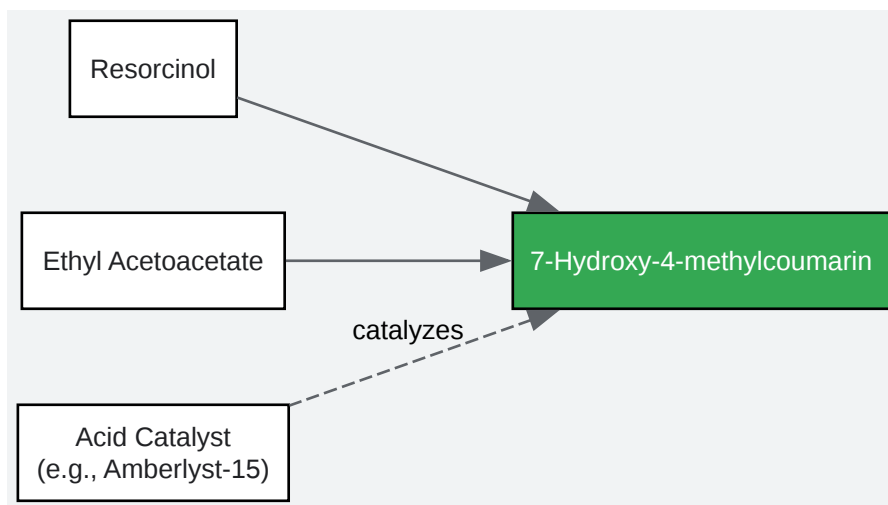 Resorcinol
Ethyl Acetoacetate
7-Hydroxy-4-methylcoumarin
catalyzes
Acid Catalyst
(e.g., Amberlyst-15)